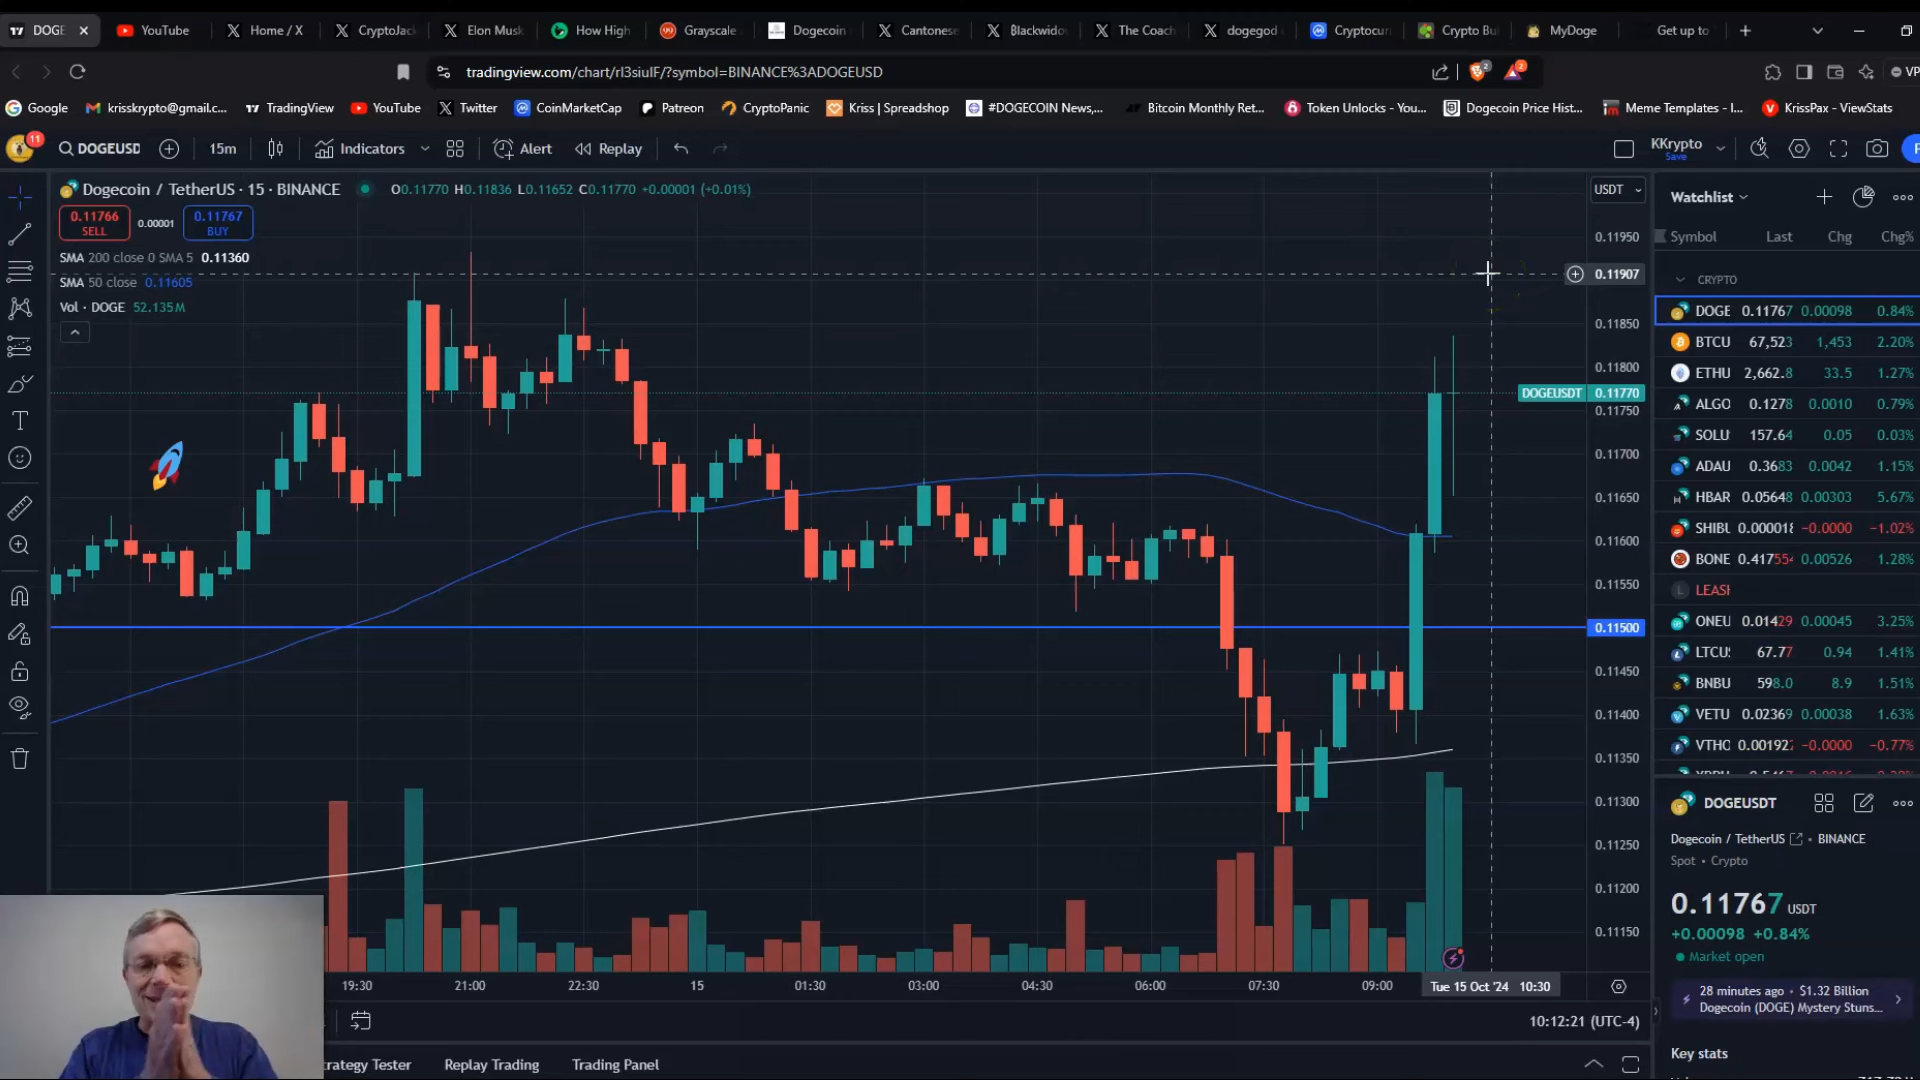 DOGE
YouTube
Home / X
CryptoJack
Elon Musk
How High
Grayscale
Dogecoin
Cantonese
Blackwido
The Coach
dogegod
Cryptocurr
Crypto Bul
MyDoge
Get up to
tradingview.com/chart/rl3siuIF/?symbol=BINANCE%3ADOGEUSD
2
2
VP
Google
krisskrypto@gmail.c...
TradingView
YouTube
Twitter
CoinMarketCap
Patreon
CryptoPanic
Kriss | Spreadshop
#DOGECOIN News,...
Bitcoin Monthly Ret...
Token Unlocks - You...
Dogecoin Price Hist...
Meme Templates - I...
KrissPax - ViewStats
11
DOGEUSD
15m
Indicators
Alert
Replay
KKrypto
Save
Dogecoin / TetherUS · 15 · BINANCE
O0.11770 H0.11836 L0.11652 C0.11770 +0.00001 (+0.01%)
0.11766
SELL
0.00001
0.11767
BUY
SMA 200 close 0 SMA 5 0.11360
SMA 50 close 0.11605
Vol · DOGE 52.135M
USDT
0.11950
0.11907
0.11850
0.11800
DOGEUSDT 0.11770
0.11750
0.11700
0.11650
0.11600
0.11550
0.11500
0.11450
0.11400
0.11350
0.11300
0.11250
0.11200
0.11150
19:30
21:00
22:30
15
01:30
03:00
04:30
06:00
07:30
09:00
Tue 15 Oct '24 10:30
10:12:21 (UTC-4)
trategy Tester
Replay Trading
Trading Panel
Watchlist
Symbol Last Chg Chg%
CRYPTO
DOGE 0.11767 0.00098 0.84%
BTCU 67,523 1,453 2.20%
ETHU 2,662.8 33.5 1.27%
ALGO 0.1278 0.0010 0.79%
SOLU 157.64 0.05 0.03%
ADAU 0.3683 0.0042 1.15%
HBAR 0.05648 0.00303 5.67%
SHIBU 0.000018 −0.0000 −1.02%
BONE 0.417554 0.00526 1.28%
LEASH
ONEU 0.01429 0.00045 3.25%
LTCU 67.77 0.94 1.41%
BNBU 598.0 8.9 1.51%
VETU 0.02369 0.00038 1.63%
VTHO 0.001922 −0.0000 −0.77%
DOGEUSDT
Dogecoin / TetherUS • BINANCE
Spot • Crypto
0.11767 USDT
+0.00098 +0.84%
Market open
28 minutes ago • $1.32 Billion
Dogecoin (DOGE) Mystery Stuns...
Key stats